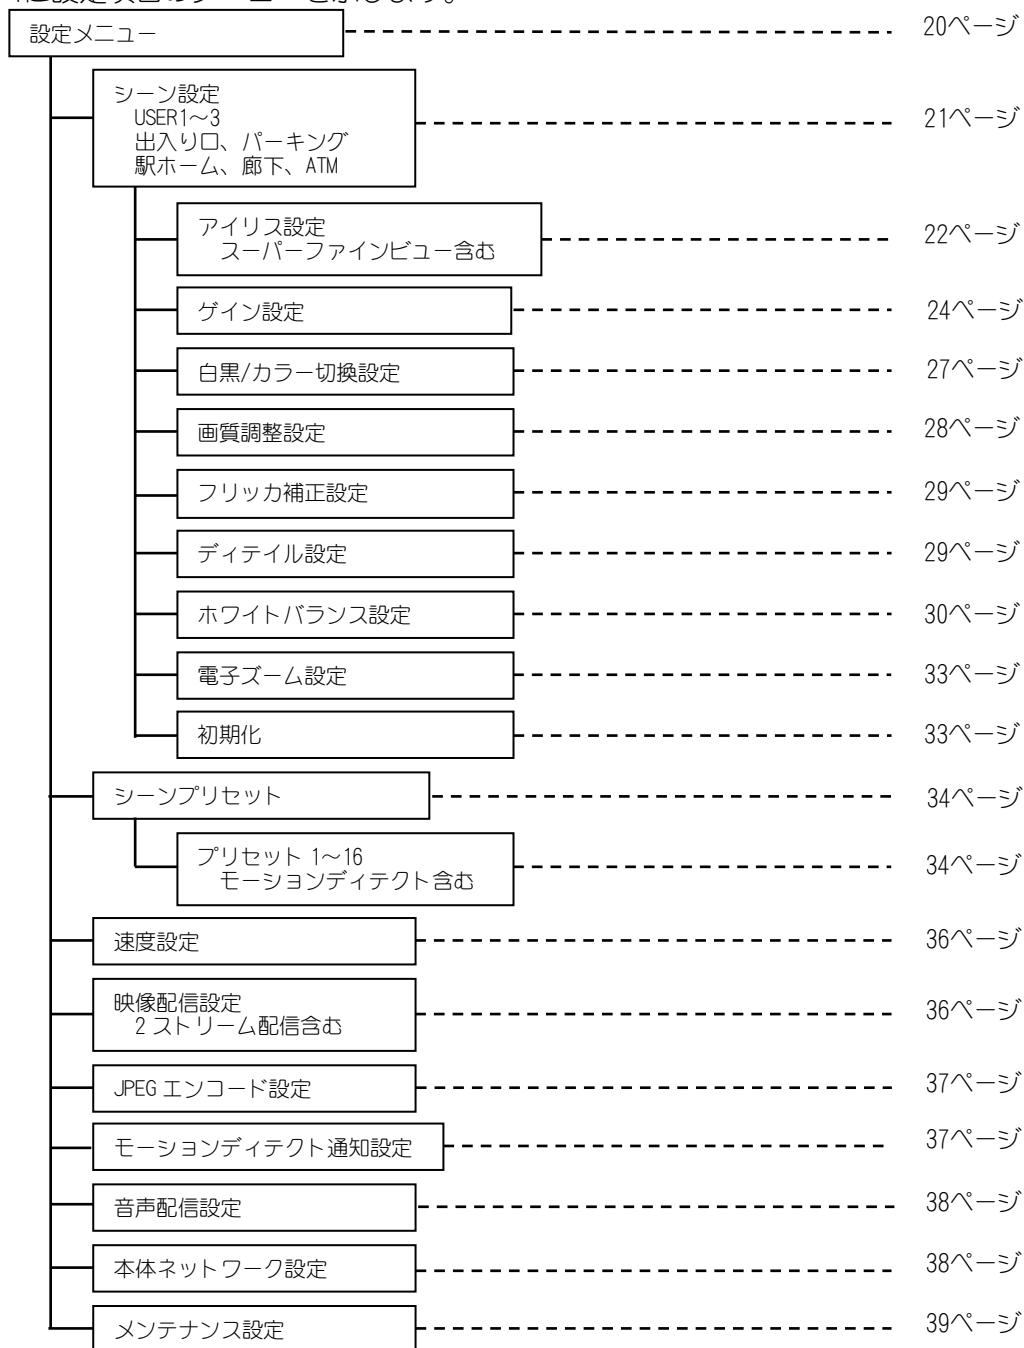 設定メニュー 20ページ
シーン設定
USER1～3
出入り口、パーキング
駅ホーム、廊下、ATM
21ページ
アイリス設定
スーパーファインビュー含む
22ページ
ゲイン設定 24ページ
白黒/カラー切換設定 27ページ
画質調整設定 28ページ
フリッカ補正設定 29ページ
ディテイル設定 29ページ
ホワイトバランス設定 30ページ
電子ズーム設定 33ページ
初期化 33ページ
シーンプリセット 34ページ
プリセット 1～16
モーションディテクト含む
34ページ
速度設定 36ページ
映像配信設定
2 ストリーム配信含む
36ページ
JPEG エンコード設定 37ページ
モーションディテクト通知設定 37ページ
音声配信設定 38ページ
本体ネットワーク設定 38ページ
メンテナンス設定 39ページ